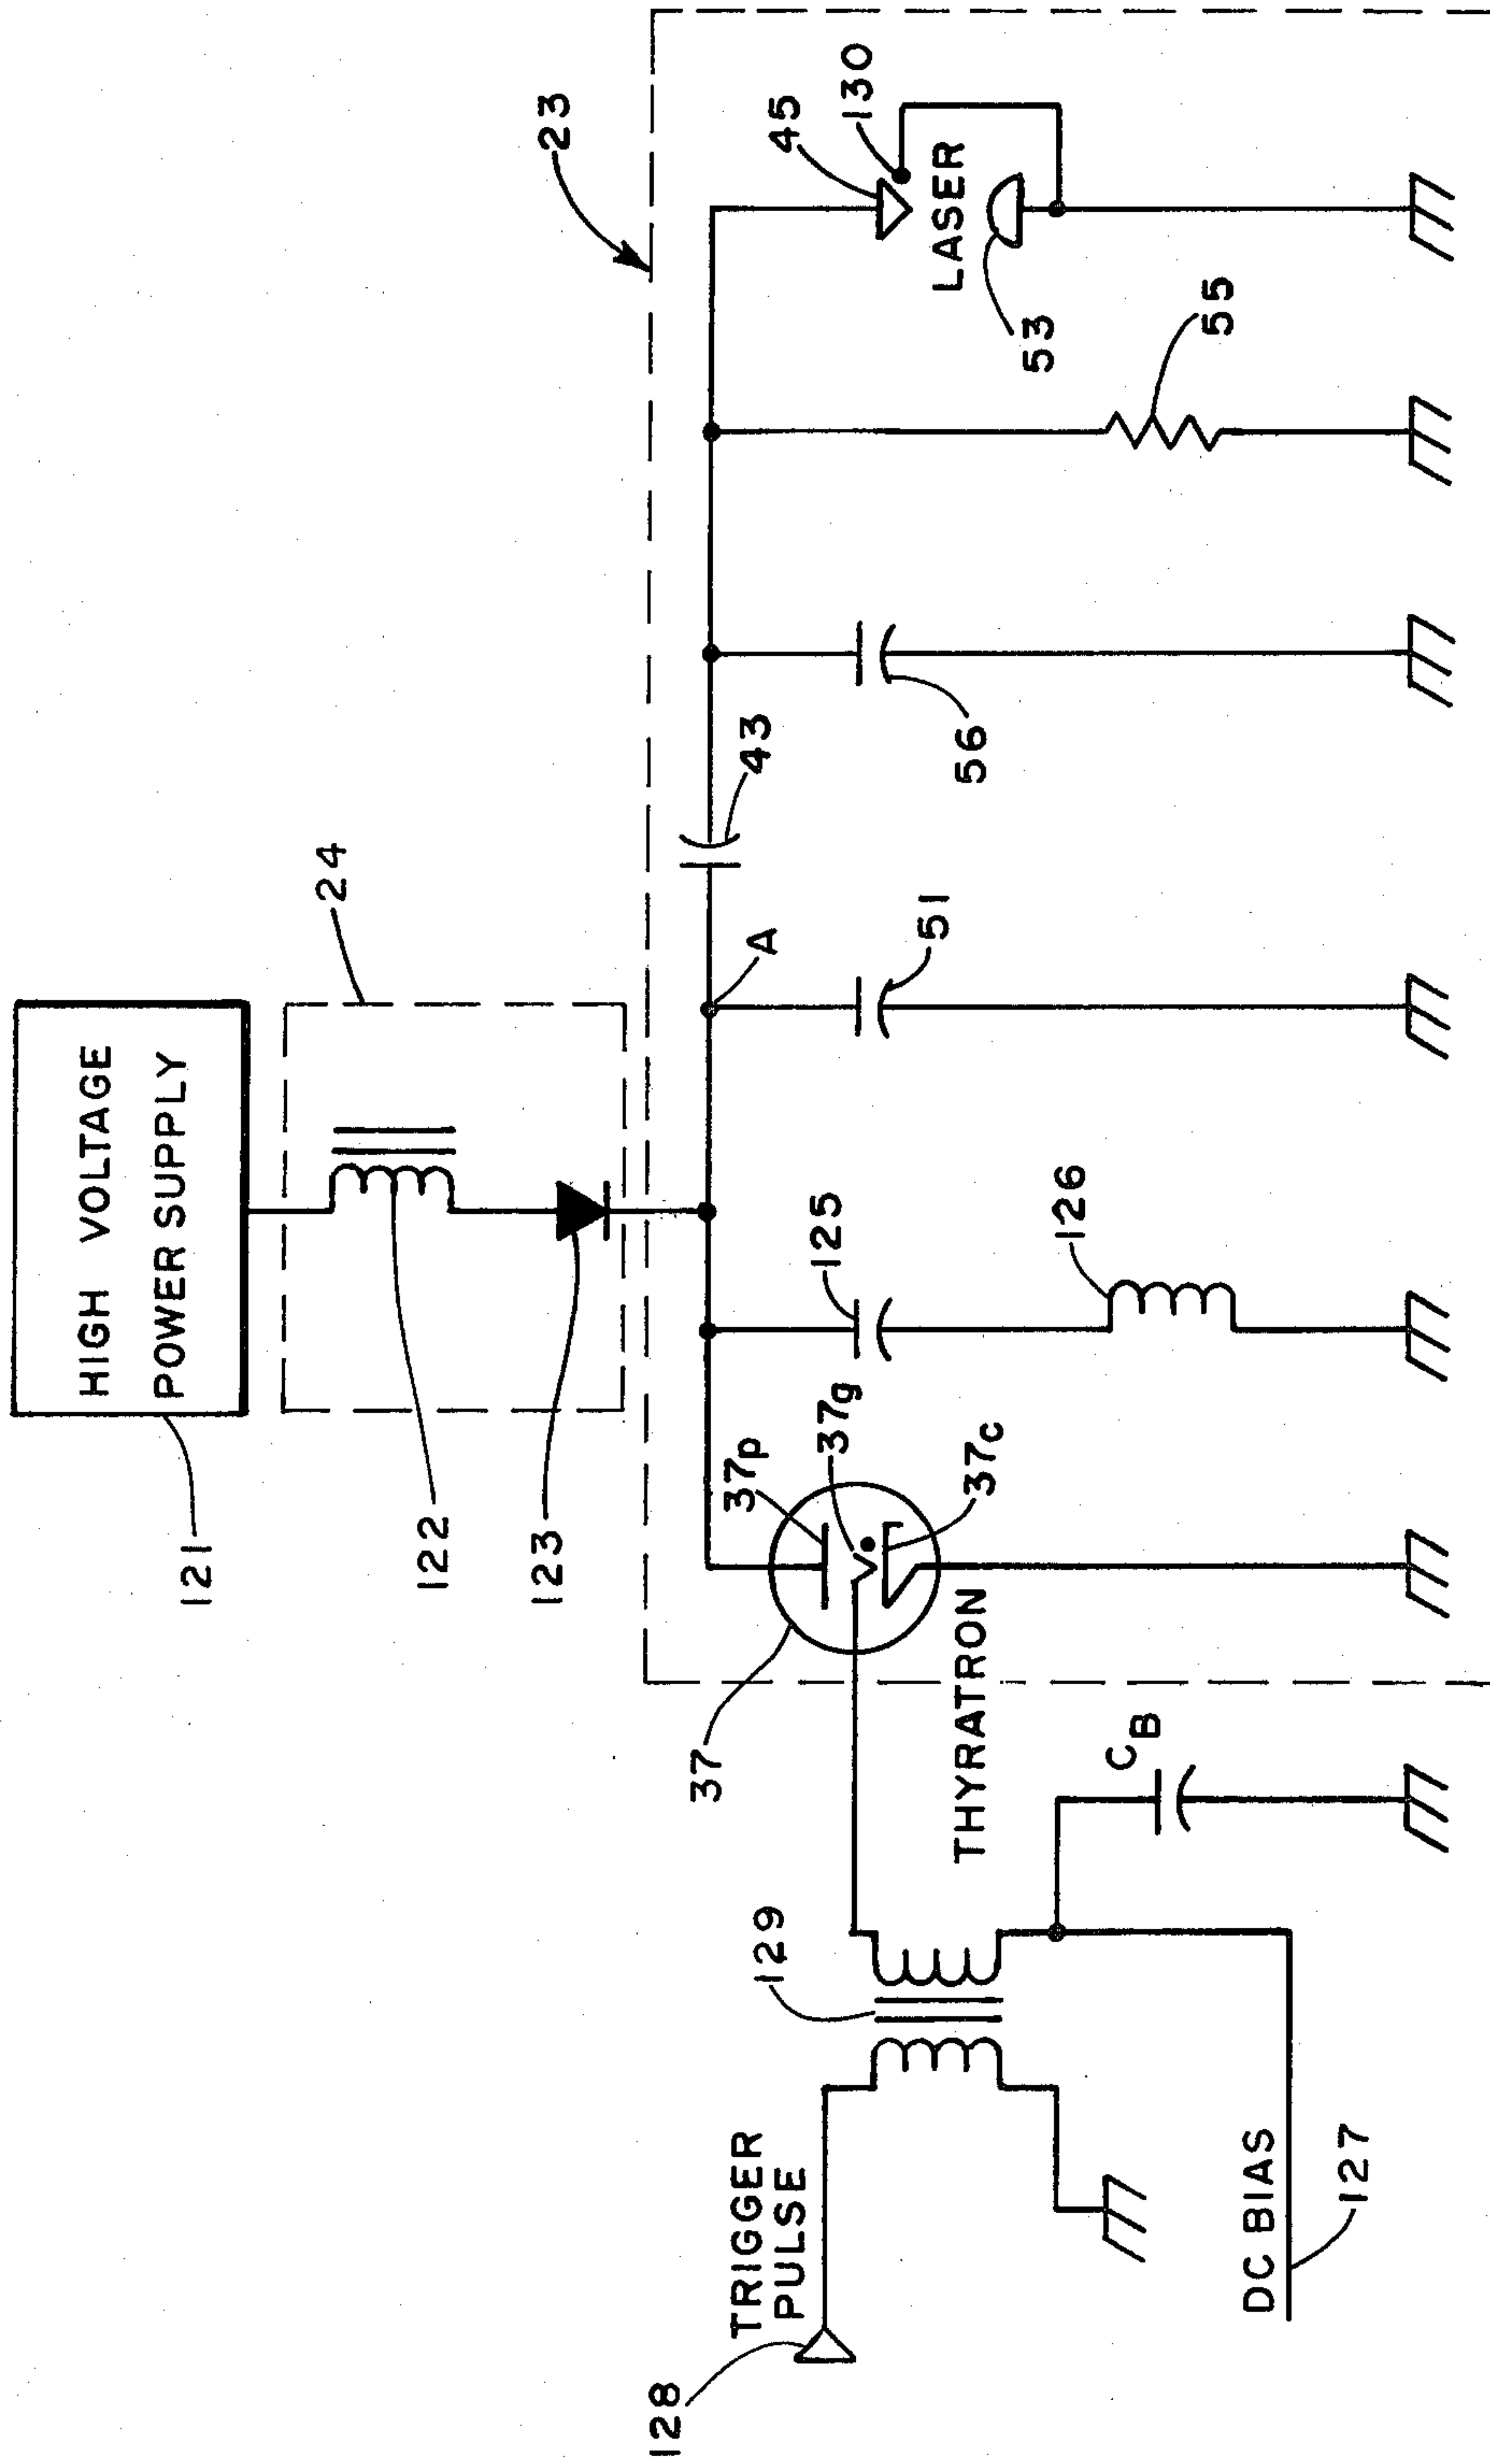 HIGH VOLTAGE
POWER SUPPLY
121
24
122
123
23
37
37p
37g
37c
THYRATRON
125
126
A
51
43
56
55
45
130
LASER
53
TRIGGER
PULSE
128
129
CB
DC BIAS
127